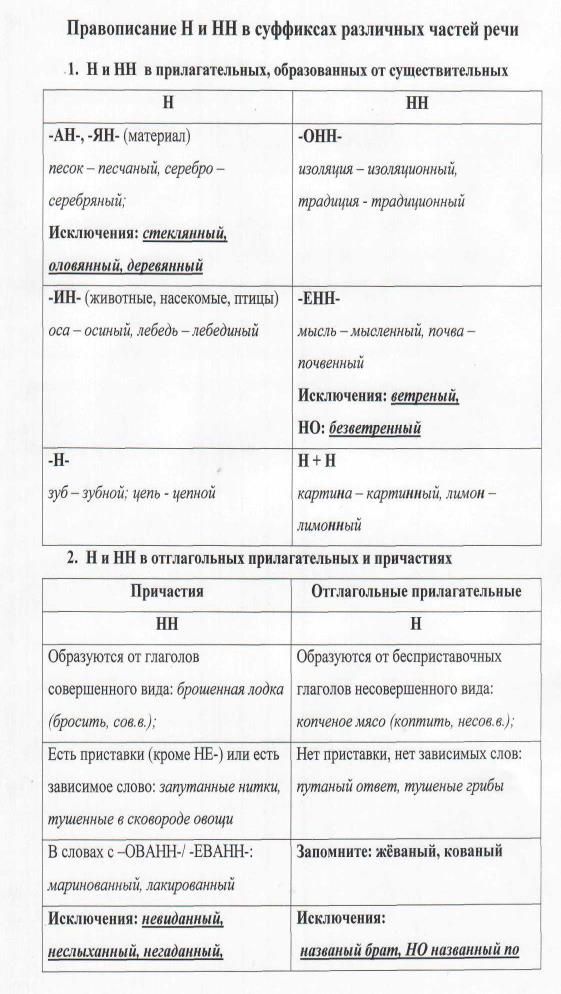 Правописание Н и НН в суффиксах различных частей речи
1. Н и НН в прилагательных, образованных от существительных
Н
НН
-АН-, -ЯН- (материал)
песок – песчаный, серебро –
серебряный;
Исключения: стеклянный,
оловянный, деревянный
-ОНН-
изоляция – изоляционный,
традиция - традиционный
-ИН- (животные, насекомые, птицы)
оса – осиный, лебедь – лебединый
-ЕНН-
мысль – мысленный, почва –
почвенный
Исключения: ветреный,
НО: безветренный
-Н-
зуб – зубной; цепь - цепной
Н + Н
картина – картинный, лимон –
лимонный
2. Н и НН в отглагольных прилагательных и причастиях
Причастия
Отглагольные прилагательные
НН
Н
Образуются от глаголов
совершенного вида: брошенная лодка
(бросить, сов.в.);
Образуются от бесприставочных
глаголов несовершенного вида:
копченое мясо (коптить, несов.в.);
Есть приставки (кроме НЕ-) или есть
зависимое слово: запутанные нитки,
тушенные в сковороде овощи
Нет приставки, нет зависимых слов:
путаный ответ, тушеные грибы
В словах с –ОВАНН-/ -ЕВАНН-:
маринованный, лакированный
Запомните: жёваный, кованый
Исключения: невиданный,
неслыханный, негаданный,
Исключения:
названый брат, НО названный по